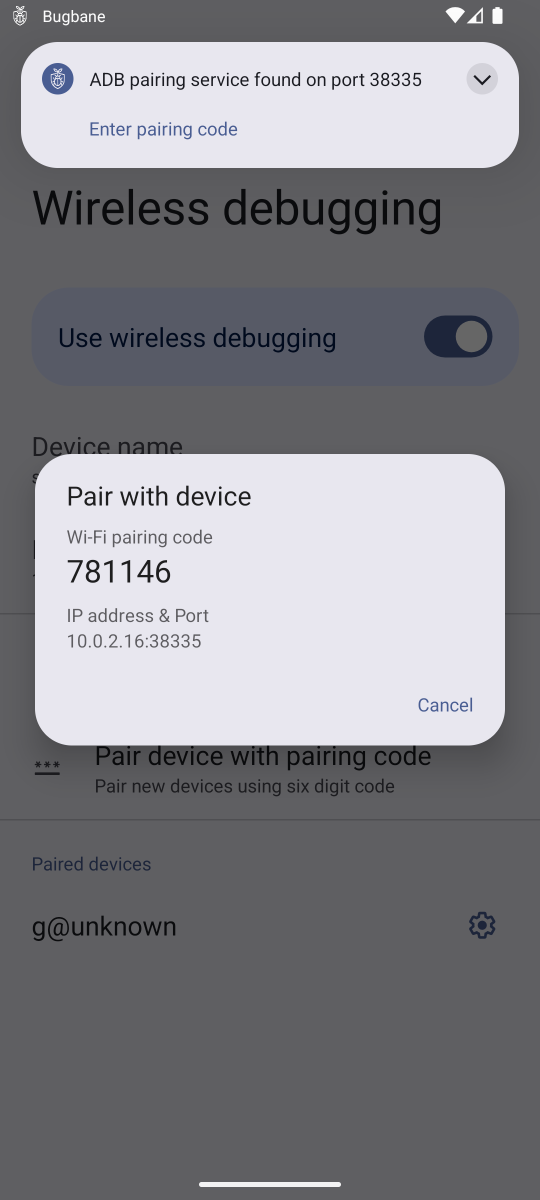 Bugbane
ADB pairing service found on port 38335
Enter pairing code
Wireless debugging
Use wireless debugging
Device name
Pair with device
Wi-Fi pairing code
781146
IP address & Port
10.0.2.16:38335
Cancel
Pair device with pairing code
Pair new devices using six digit code
Paired devices
g@unknown